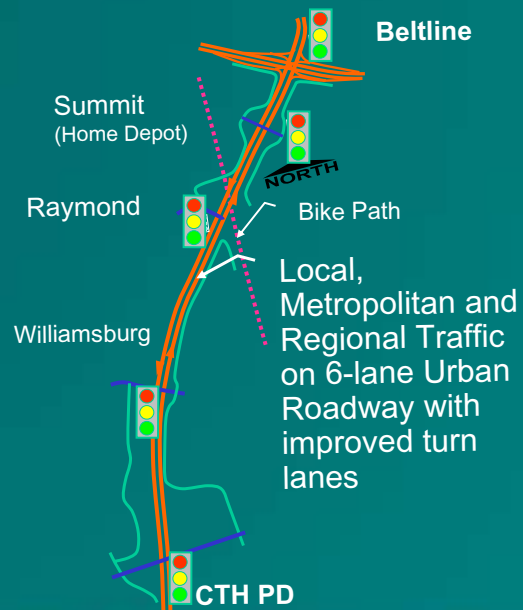 Beltline
Summit
(Home Depot)
NORTH
Raymond
Bike Path
Local,
Metropolitan and
Regional Traffic
on 6-lane Urban
Roadway with
improved turn
lanes
Williamsburg
CTH PD